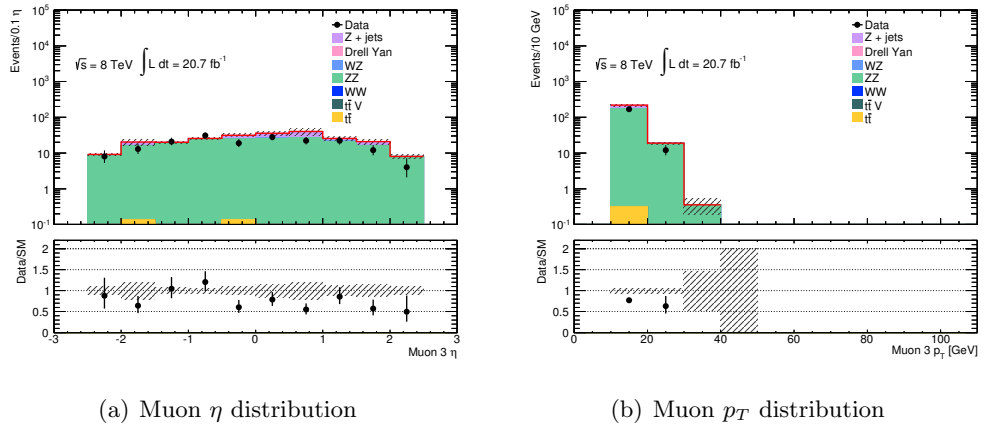 Events/0.1 η
10⁵
10⁴
10³
10²
10
1
10⁻¹
√s = 8 TeV ∫L dt = 20.7 fb⁻¹
Data
Z + jets
Drell Yan
WZ
ZZ
WW
tt̄ V
tt̄
Data/SM
2
1.5
1
0.5
0
-3 -2 -1 0 1 2 3
Muon 3 η
(a) Muon η distribution
Events/10 GeV
10⁵
10⁴
10³
10²
10
1
10⁻¹
√s = 8 TeV ∫L dt = 20.7 fb⁻¹
Data
Z + jets
Drell Yan
WZ
ZZ
WW
tt̄ V
tt̄
Data/SM
2
1.5
1
0.5
0
0 20 40 60 80 100
Muon 3 p_T [GeV]
(b) Muon p_T distribution